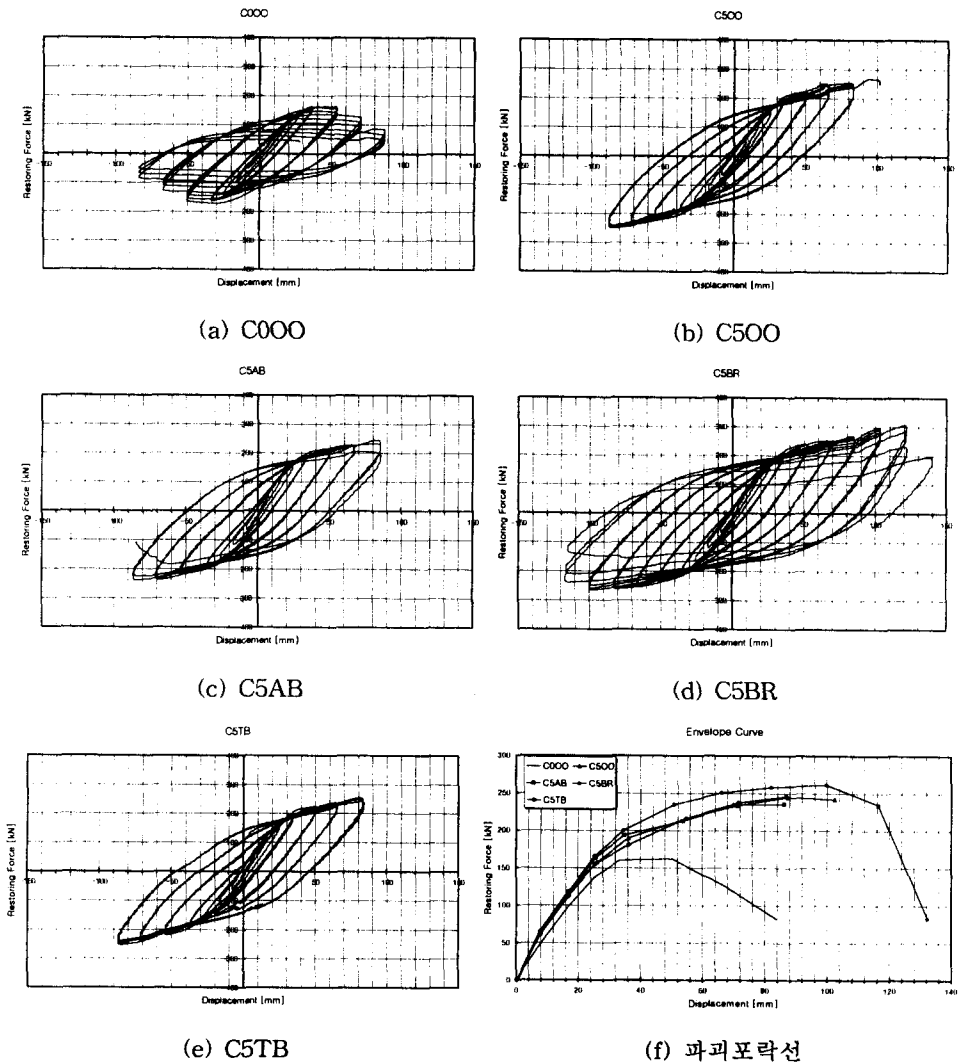 C0OO
C5OO
Restoring Force [kN]
Restoring Force [kN]
Displacement [mm]
Displacement [mm]
(a) C0OO
(b) C5OO
C5AB
C5BR
Restoring Force [kN]
Restoring Force [kN]
Displacement [mm]
Displacement [mm]
(c) C5AB
(d) C5BR
C5TB
Envelope Curve
Restoring Force [kN]
Restoring Force [kN]
300
250
200
150
100
50
0
C0OO C5OO
C5AB C5BR
C5TB
0 20 40 60 80 100 120 140
Displacement [mm]
Displacement [mm]
(e) C5TB
(f) 파괴포락선